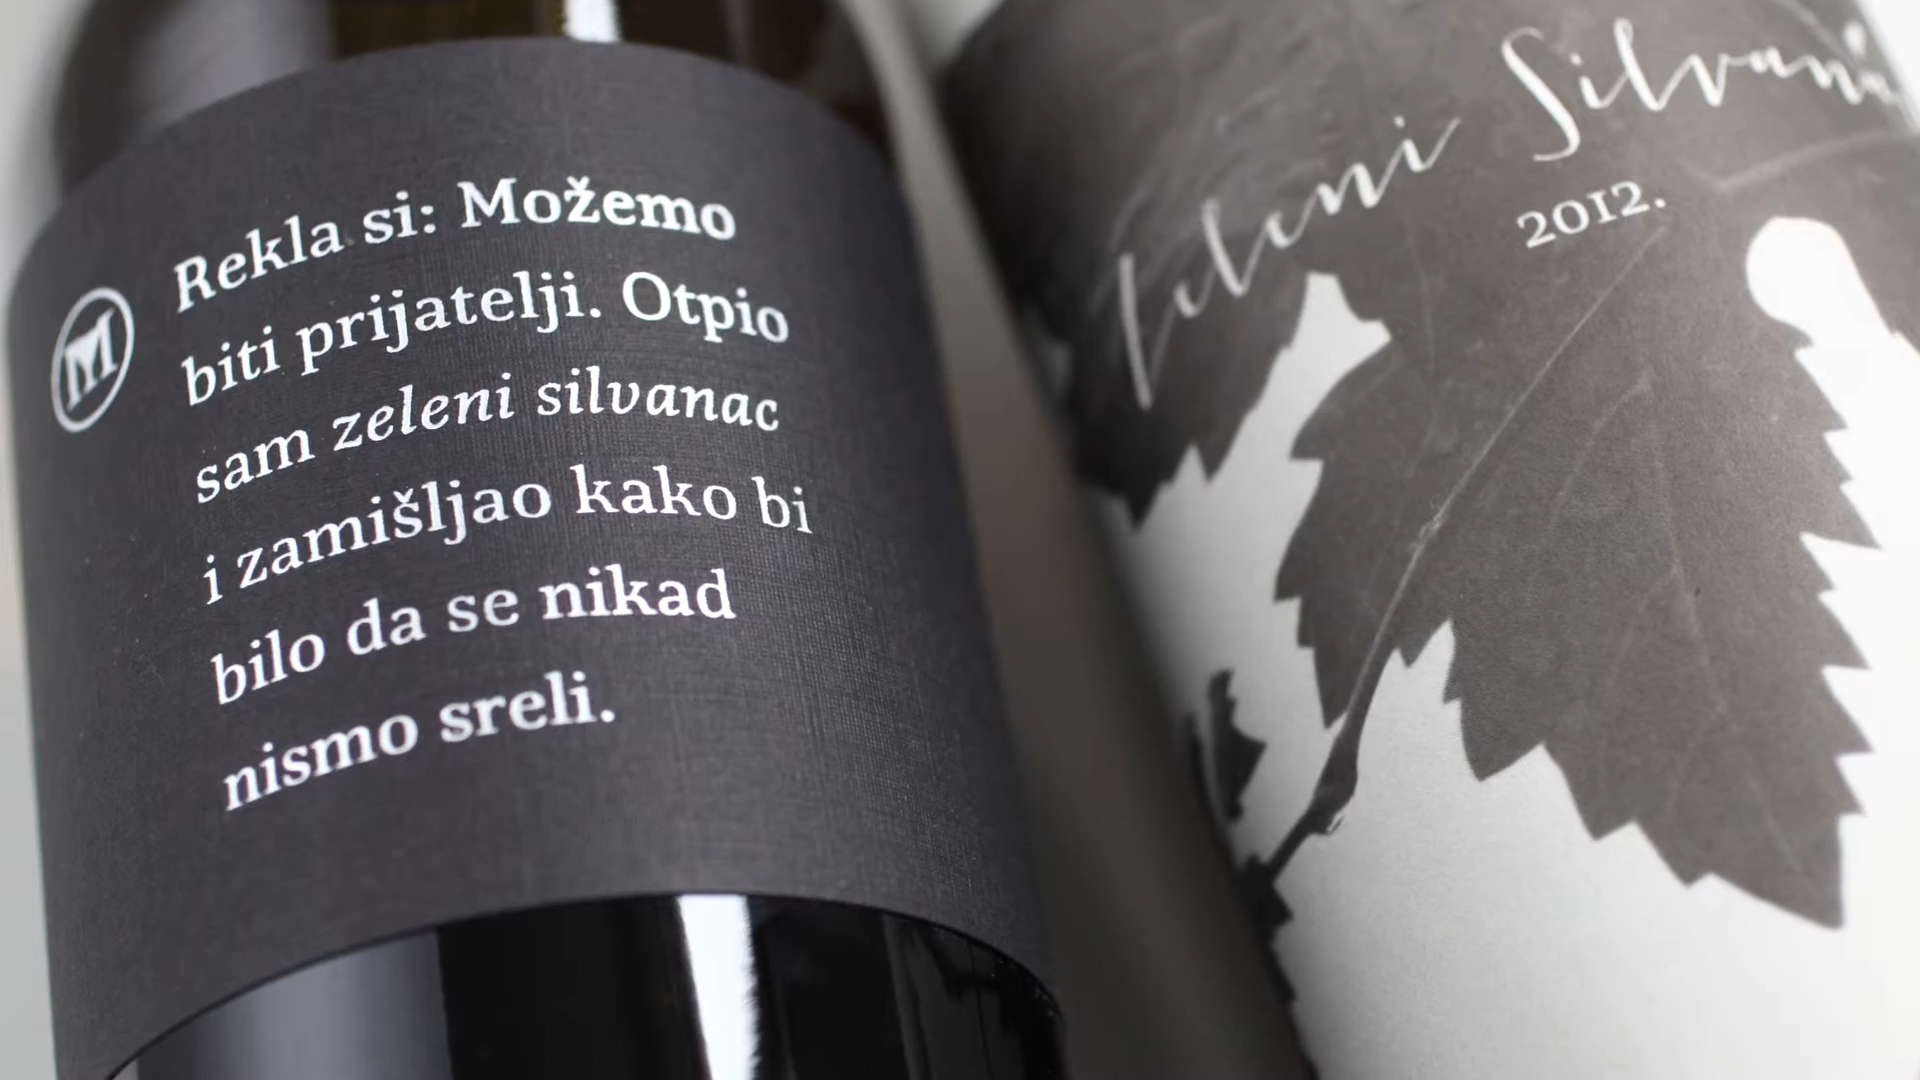 M
Rekla si: Možemo
biti prijatelji. Otpio
sam zeleni silvanac
i zamišljao kako bi
bilo da se nikad
nismo sreli.
Zeleni
2012.